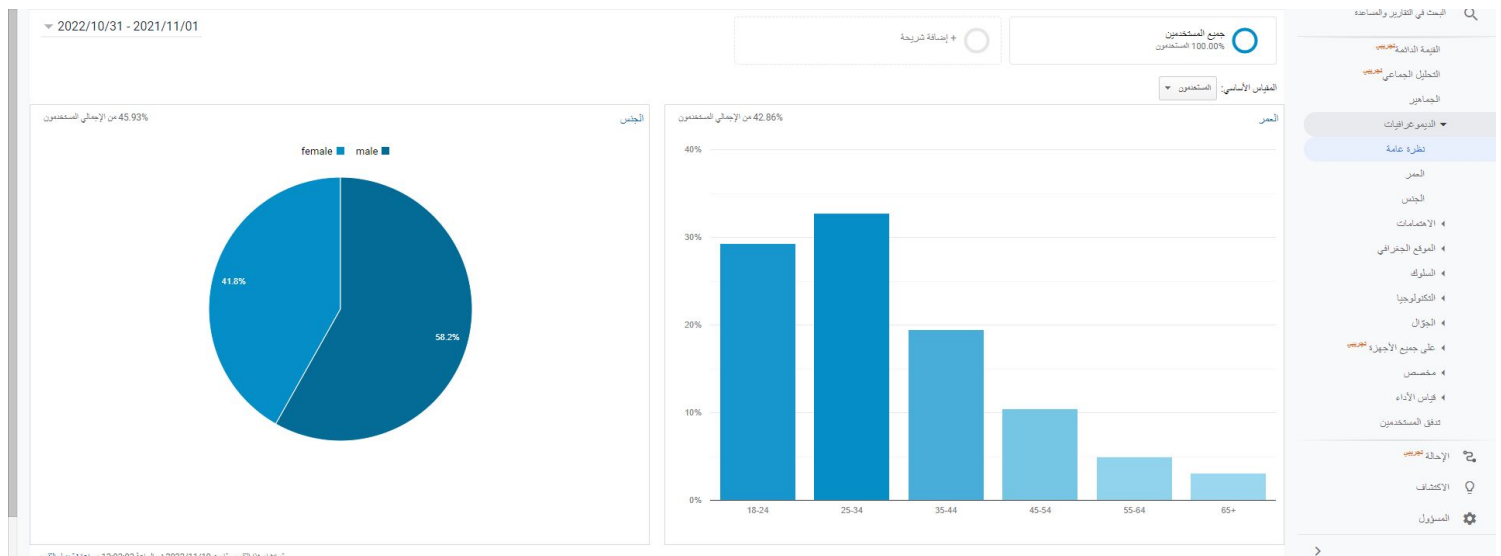 البحث في التقارير والمساعدة
القيمة الدائمة تجريبي
التحليل الجماعي تجريبي
الجماهير
الديموغرافيات
نظرة عامة
العمر
الجنس
الاهتمامات
الموقع الجغرافي
السلوك
التكنولوجيا
الجوّال
على جميع الأجهزة تجريبي
مخصص
قياس الأداء
تدفق المستخدمين
الإحالة تجريبي
الاكتشاف
المسؤول
2021/11/01 - 2022/10/31
جميع المستخدمين
100.00% المستخدمون
+ إضافة شريحة
المقياس الأساسي: المستخدمون
العمر
42.86% من الإجمالي المستخدمون
40%
30%
20%
10%
0%
18-24
25-34
35-44
45-54
55-64
65+
الجنس
45.93% من الإجمالي المستخدمون
female male
41.8%
58.2%